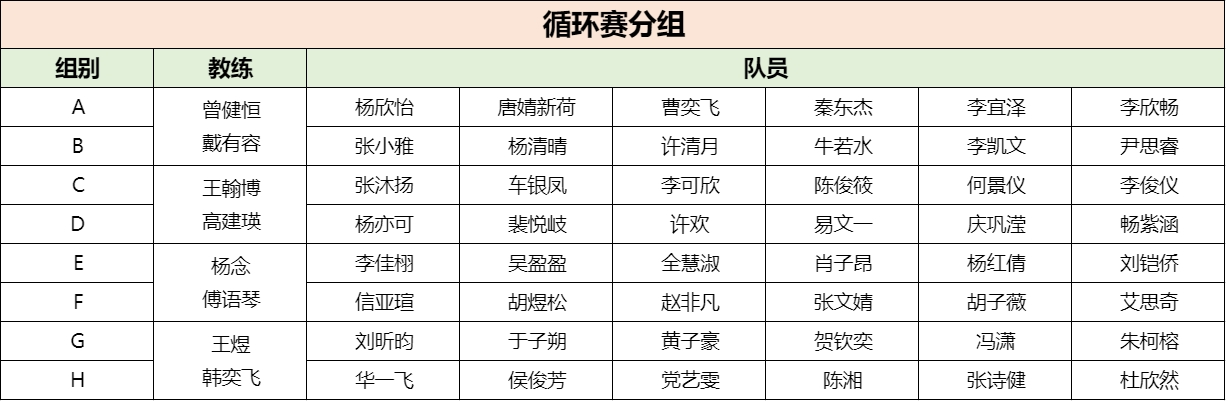 循环赛分组
组别 教练 队员
A 曾健恒 戴有容 杨欣怡 唐婧新荷 曹奕飞 秦东杰 李宜泽 李欣畅
B 张小雅 杨清晴 许清月 牛若水 李凯文 尹思睿
C 王翰博 高建瑛 张沐扬 车银凤 李可欣 陈俊筱 何景仪 李俊仪
D 杨亦可 裴悦岐 许欢 易文一 庆巩滢 畅紫涵
E 杨念 傅语琴 李佳栩 吴盈盈 全慧淑 肖子昂 杨红倩 刘铠侨
F 信亚瑄 胡煜松 赵非凡 张文婧 胡子薇 艾思奇
G 王煜 韩奕飞 刘昕昀 于子朔 黄子豪 贺钦奕 冯潇 朱柯榕
H 华一飞 侯俊芳 党艺雯 陈湘 张诗健 杜欣然